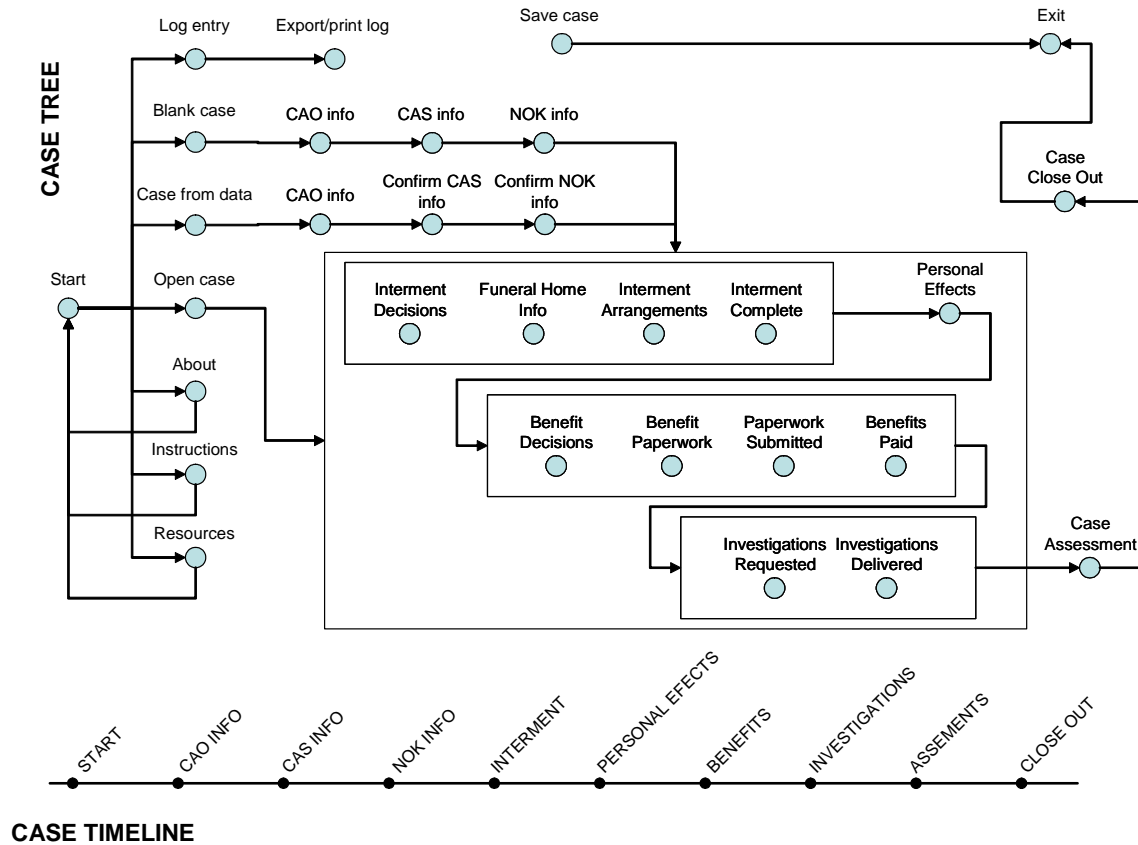 Save case
Exit
Log entry
Export/print log
CASE TREE
Blank case
CAO info
CAS info
NOK info
Case
Close Out
Case from data
CAO info
Confirm CAS
info
Confirm NOK
info
Start
Open case
Interment
Decisions
Funeral Home
Info
Interment
Arrangements
Interment
Complete
Personal
Effects
About
Benefit
Decisions
Benefit
Paperwork
Paperwork
Submitted
Benefits
Paid
Instructions
Resources
Investigations
Requested
Investigations
Delivered
Case
Assessment
START
CAO INFO
CAS INFO
NOK INFO
INTERMENT
PERSONAL EFECTS
BENEFITS
INVESTIGATIONS
ASSEMENTS
CLOSE OUT
CASE TIMELINE